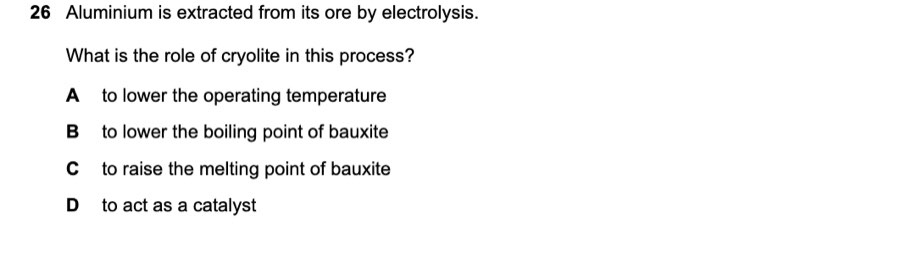 26 Aluminium is extracted from its ore by electrolysis.
What is the role of cryolite in this process?
A to lower the operating temperature
B to lower the boiling point of bauxite
C to raise the melting point of bauxite
D to act as a catalyst